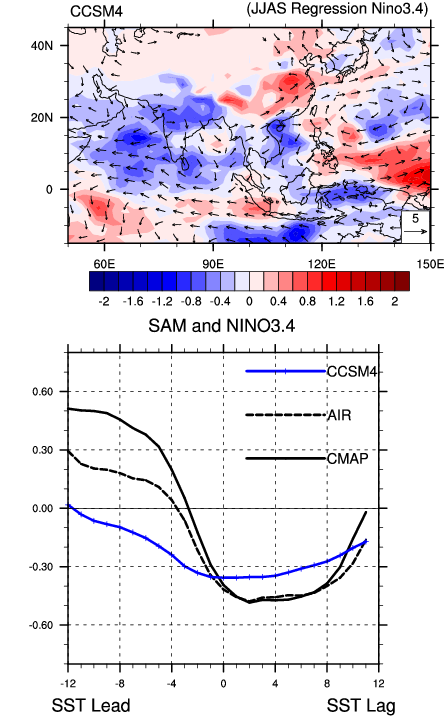 CCSM4 (JJAS Regression Nino3.4)
40N
20N
0
5
60E 90E 120E 150E
-2 -1.6 -1.2 -0.8 -0.4 0 0.4 0.8 1.2 1.6 2
SAM and NINO3.4
CCSM4
0.60
AIR
CMAP
0.30
0.00
-0.30
-0.60
-12 -8 -4 0 4 8 12
SST Lead SST Lag